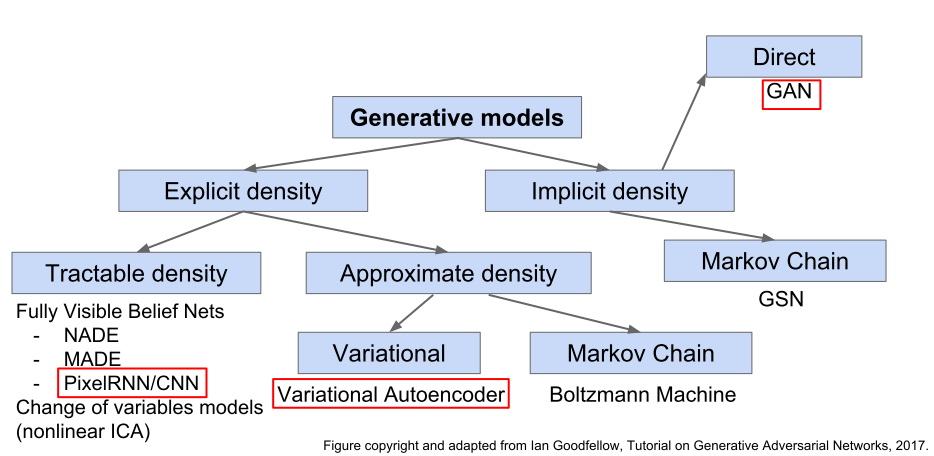 Direct
GAN
Generative models
Explicit density
Implicit density
Tractable density
Approximate density
Markov Chain
GSN
Fully Visible Belief Nets
- NADE
- MADE
- PixelRNN/CNN
Change of variables models
(nonlinear ICA)
Variational
Variational Autoencoder
Markov Chain
Boltzmann Machine
Figure copyright and adapted from Ian Goodfellow, Tutorial on Generative Adversarial Networks, 2017.